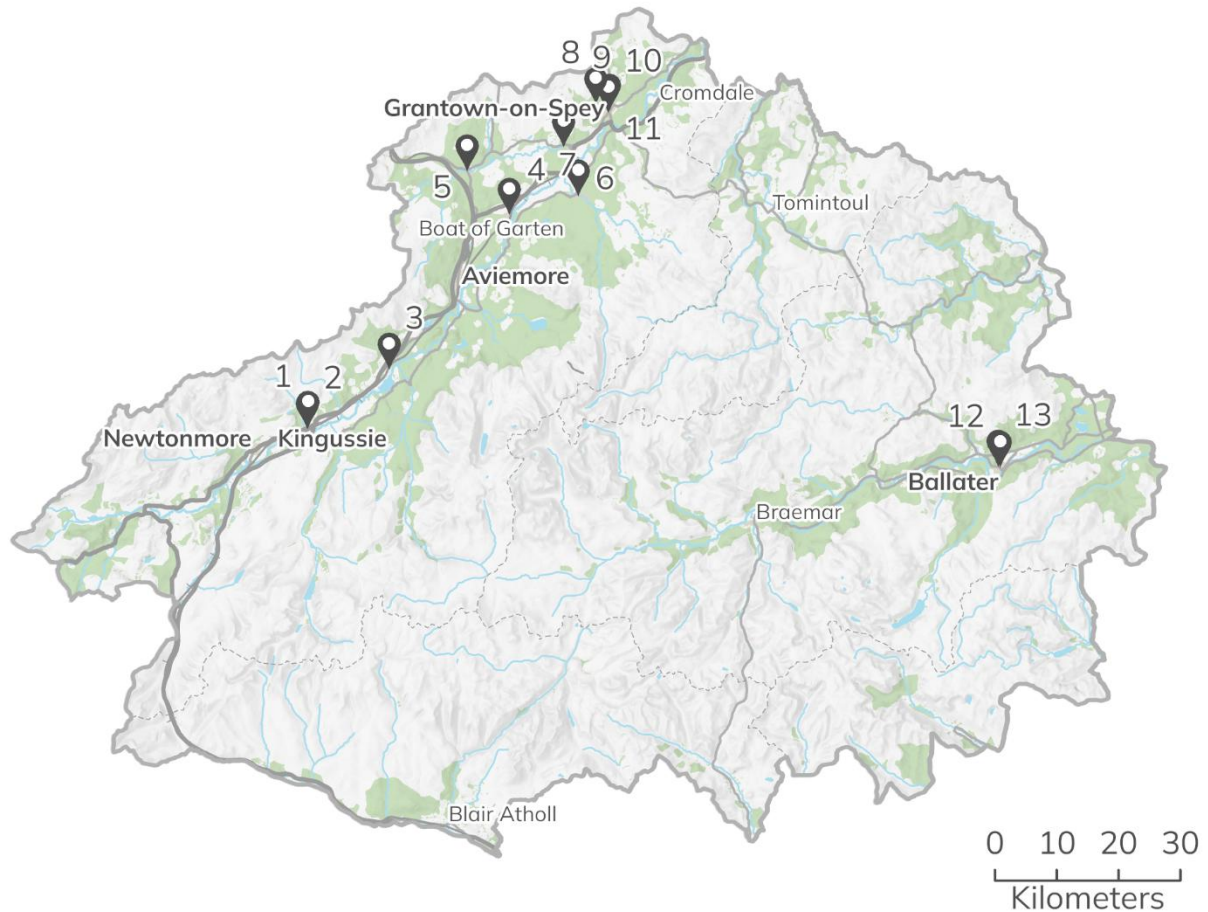 8 9 10
Cromdale
Grantown-on-Spey
11
4 7 6
5
Tomintoul
Boat of Garten
Aviemore
3
1 2
12 13
Newtonmore Kingussie
Ballater
Braemar
Blair Atholl
0 10 20 30
Kilometers